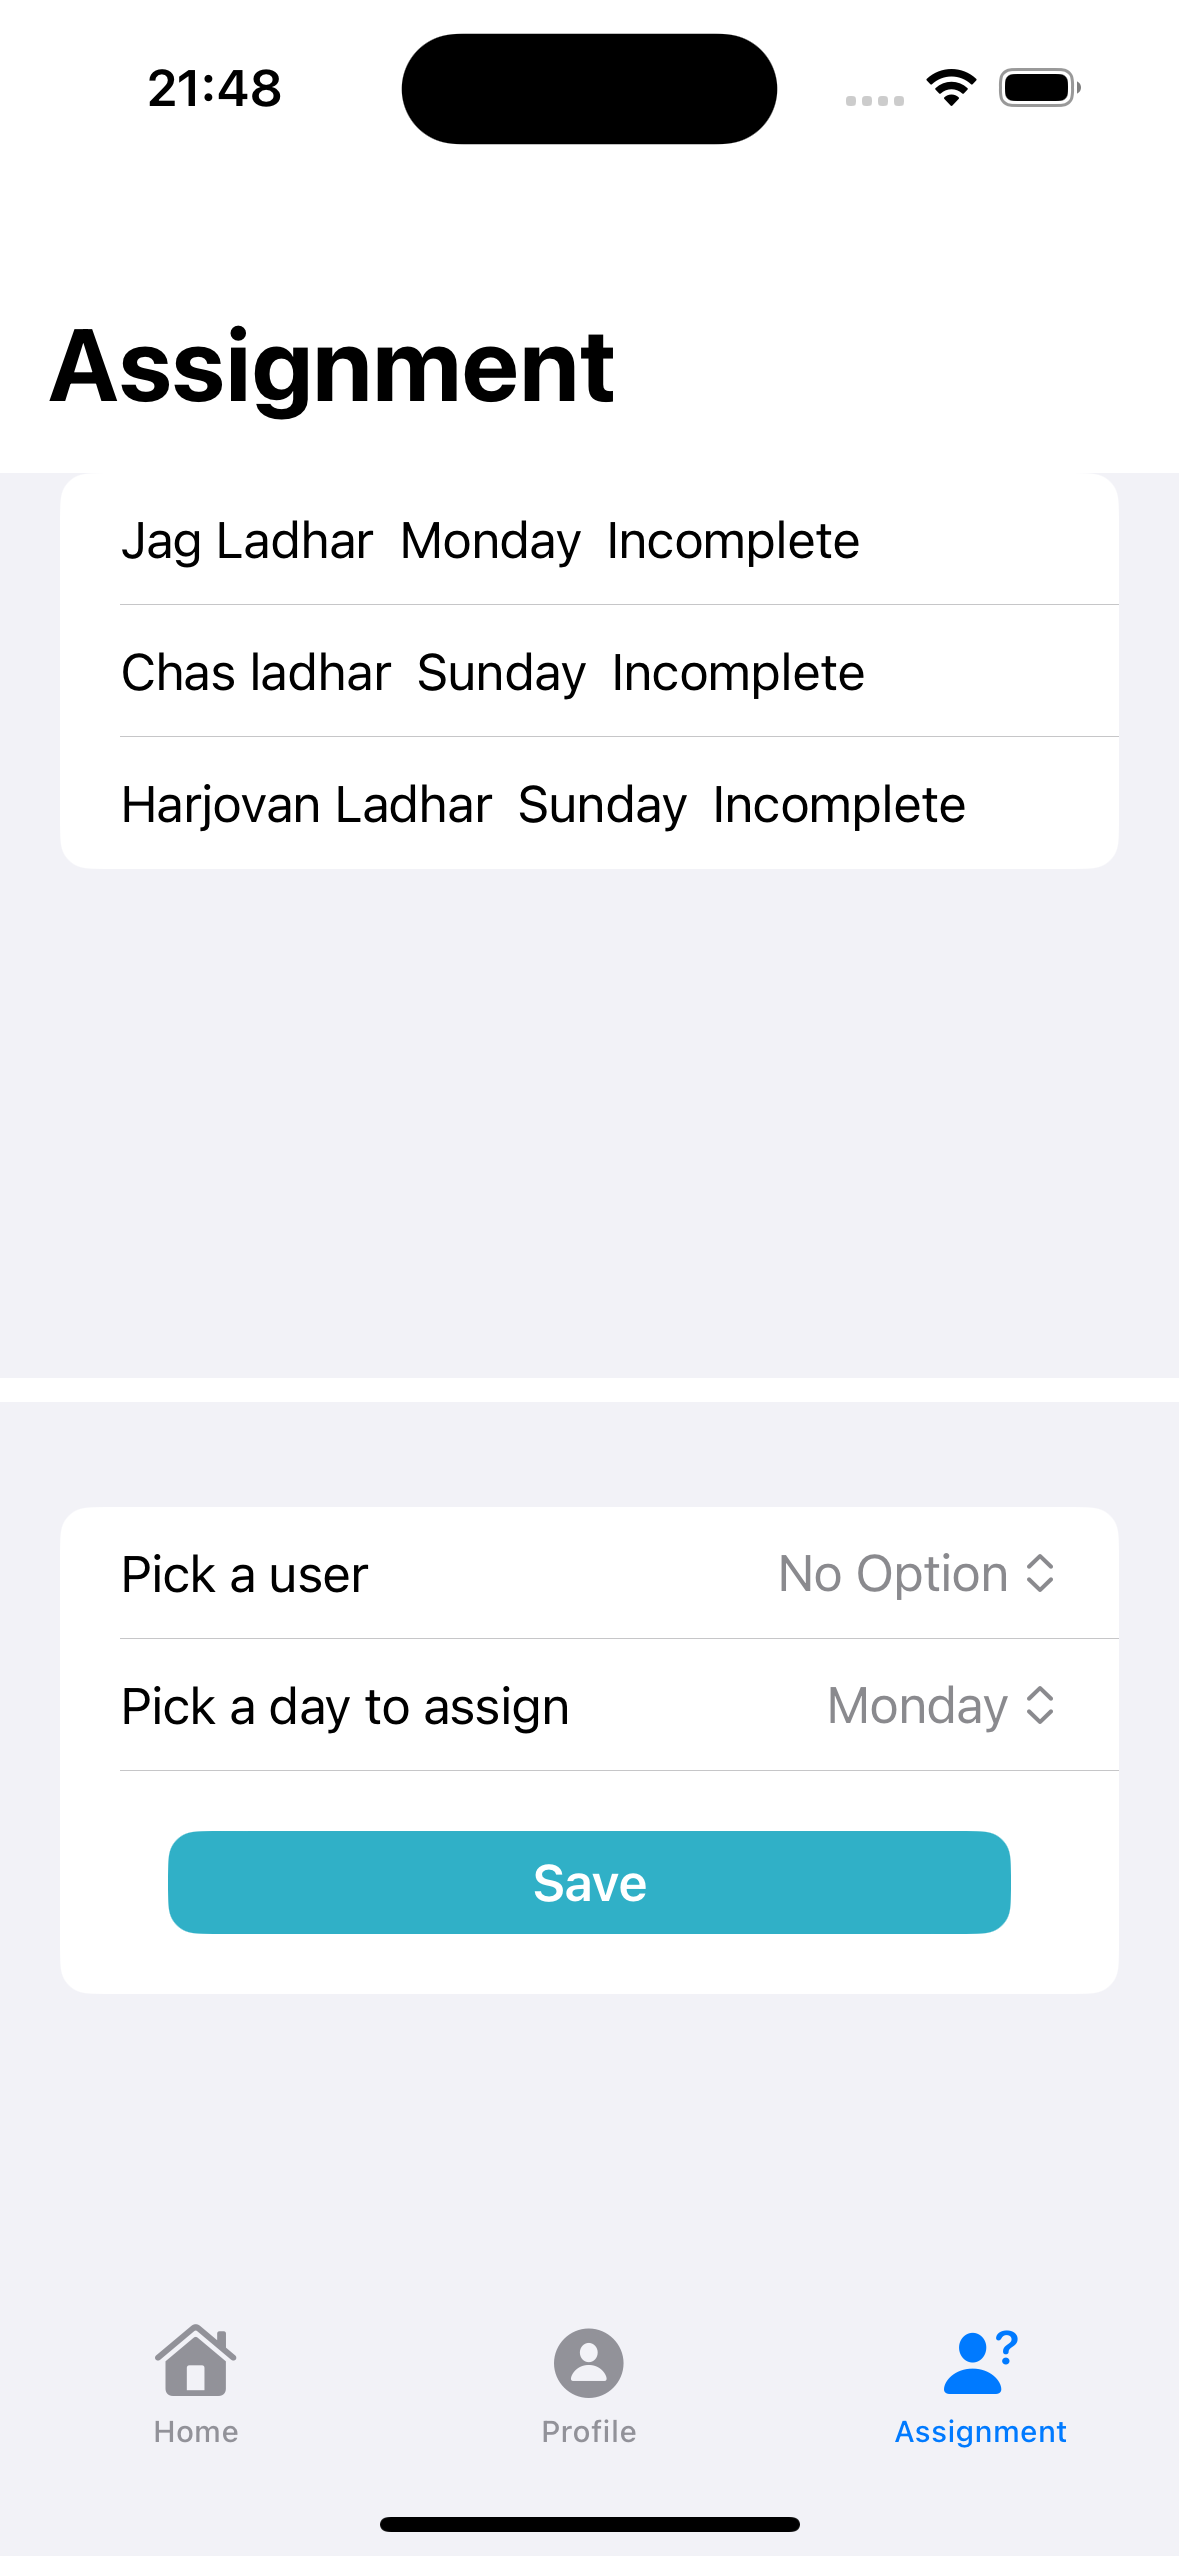 21:48
Assignment
Jag Ladhar Monday Incomplete
Chas ladhar Sunday Incomplete
Harjovan Ladhar Sunday Incomplete
Pick a user No Option
Pick a day to assign Monday
Save
Home Profile Assignment